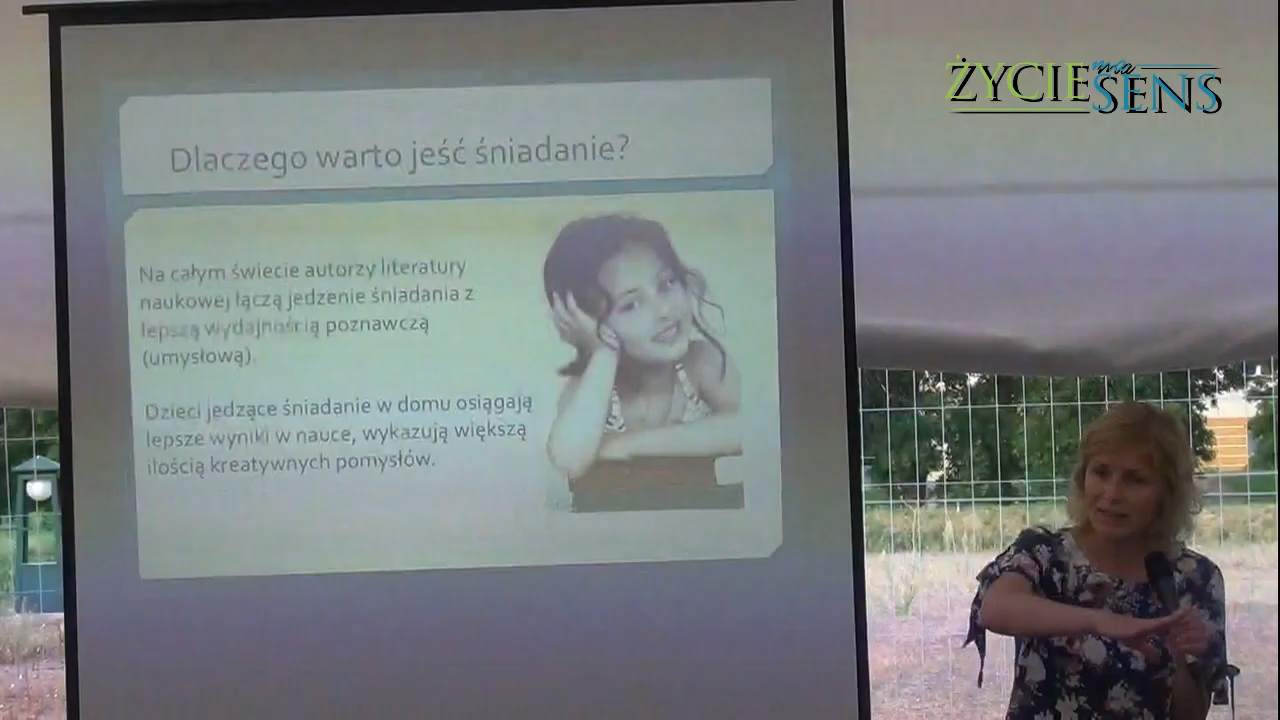 ŻYCIE ma SENS
Dlaczego warto jeść śniadanie?
Na całym świecie autorzy literatury
naukowej łączą jedzenie śniadania z
lepszą wydajnością poznawczą
(umysłową).
Dzieci jedzące śniadanie w domu osiągają
lepsze wyniki w nauce, wykazują większą
ilością kreatywnych pomysłów.